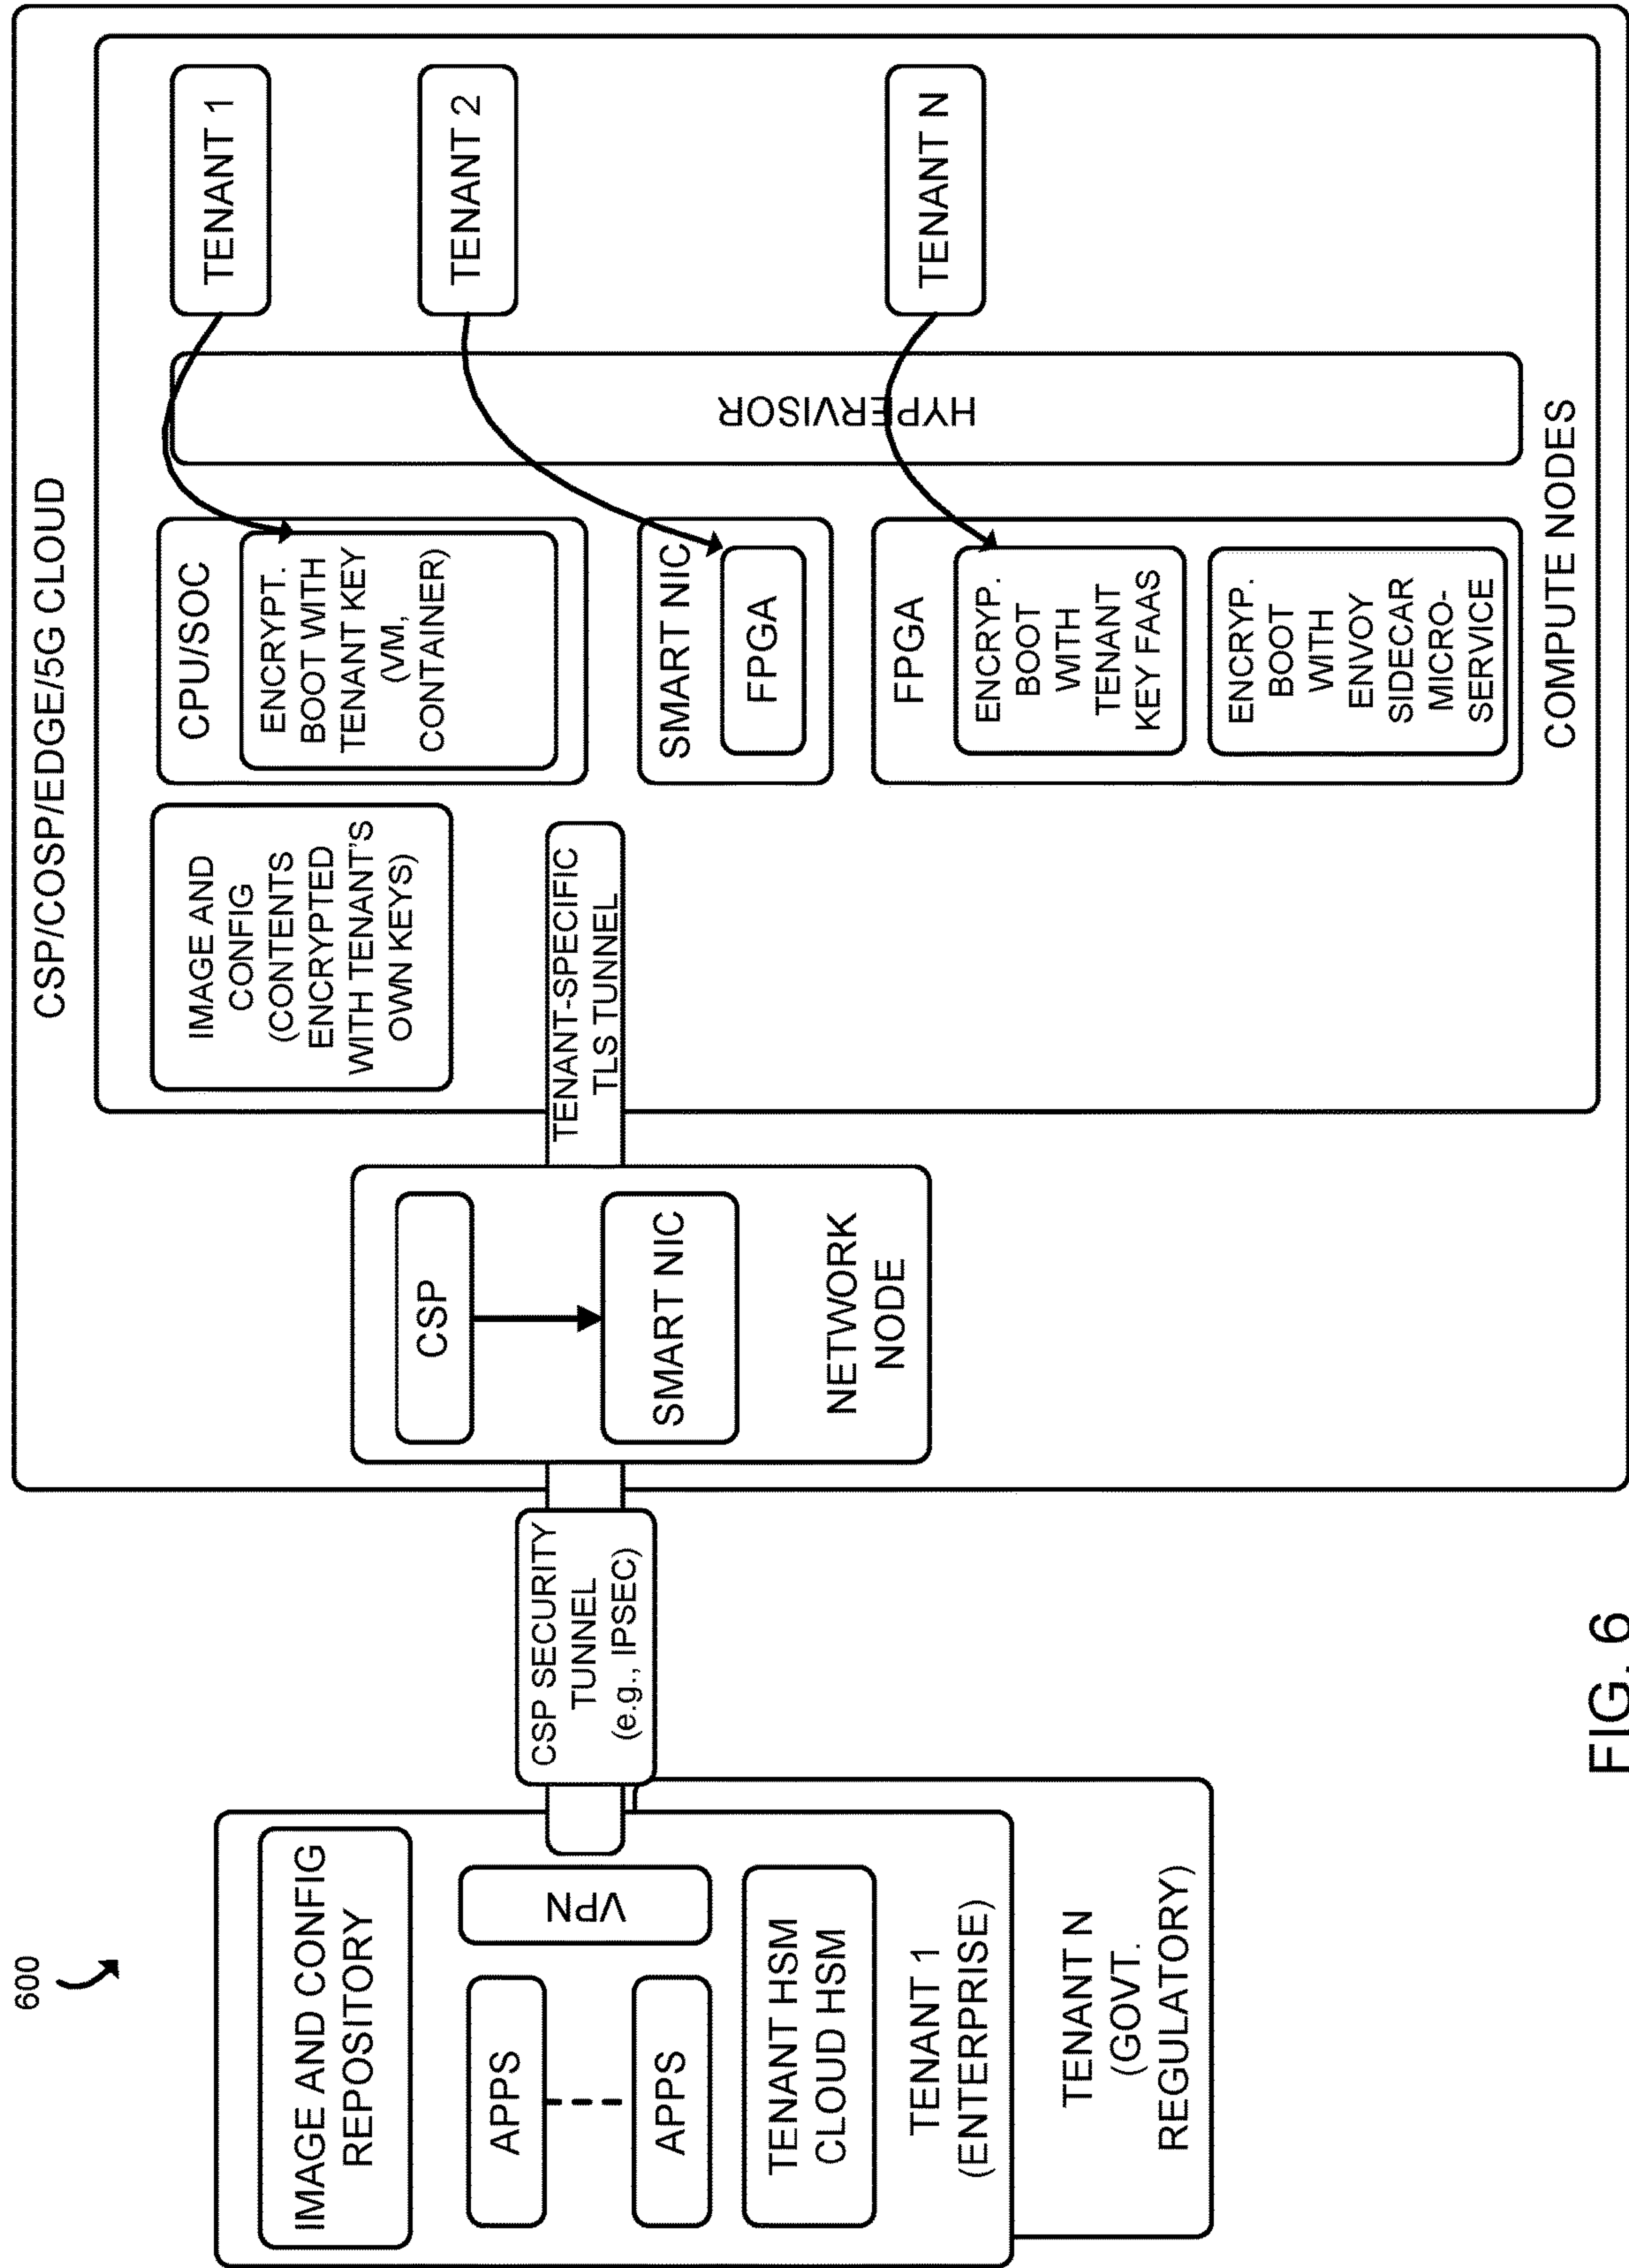 600
IMAGE AND CONFIG
REPOSITORY
APPS
APPS
VPN
TENANT HSM
CLOUD HSM
TENANT 1
(ENTERPRISE)
TENANT N
(GOVT.
REGULATORY)
CSP SECURITY
TUNNEL
(e.g., IPSEC)
CSP/COSP/EDGE/5G CLOUD
CSP
SMART NIC
NETWORK
NODE
TENANT-SPECIFIC
TLS TUNNEL
IMAGE AND
CONFIG
(CONTENTS
ENCRYPTED
WITH TENANT'S
OWN KEYS)
CPU/SOC
ENCRYPT.
BOOT WITH
TENANT KEY
(VM,
CONTAINER)
SMART NIC
FPGA
FPGA
ENCRYP.
BOOT
WITH
TENANT
KEY FAAS
ENCRYP.
BOOT
WITH
ENVOY
SIDECAR
MICRO-
SERVICE
HYPERVISOR
TENANT 1
TENANT 2
TENANT N
COMPUTE NODES
FIG. 6